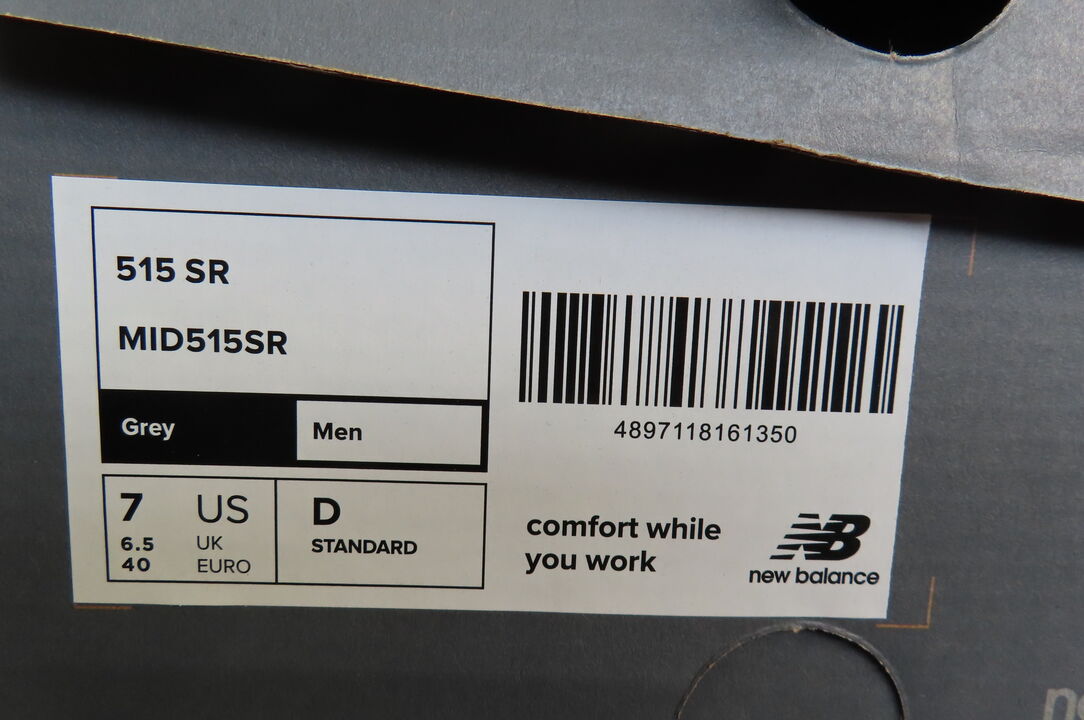 515 SR
MID515SR
Grey
Men
7 US
6.5 UK
40 EURO
D
STANDARD
4897118161350
comfort while
you work
NB
new balance